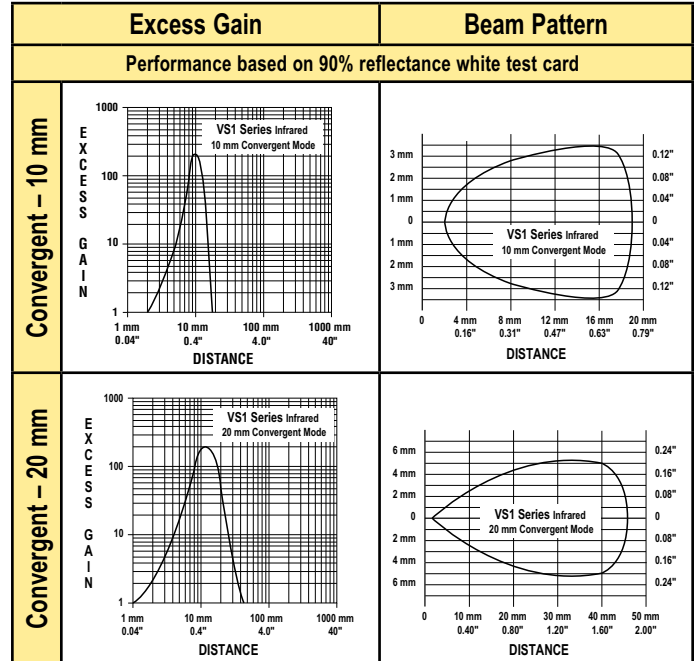 Excess Gain
Beam Pattern
Performance based on 90% reflectance white test card
Convergent – 10 mm
EXCESS GAIN
1000
100
10
1
VS1 Series Infrared
10 mm Convergent Mode
1 mm 10 mm 100 mm 1000 mm
0.04" 0.4" 4.0" 40"
DISTANCE
3 mm
2 mm
1 mm
0
1 mm
2 mm
3 mm
VS1 Series Infrared
10 mm Convergent Mode
0.12"
0.08"
0.04"
0
0.04"
0.08"
0.12"
0 4 mm 8 mm 12 mm 16 mm 20 mm
0.16" 0.31" 0.47" 0.63" 0.79"
DISTANCE
Convergent – 20 mm
EXCESS GAIN
1000
100
10
1
VS1 Series Infrared
20 mm Convergent Mode
1 mm 10 mm 100 mm 1000 mm
0.04" 0.4" 4.0" 40"
DISTANCE
6 mm
4 mm
2 mm
0
2 mm
4 mm
6 mm
VS1 Series Infrared
20 mm Convergent Mode
0.24"
0.16"
0.08"
0
0.08"
0.16"
0.24"
0 10 mm 20 mm 30 mm 40 mm 50 mm
0.40" 0.80" 1.20" 1.60" 2.00"
DISTANCE